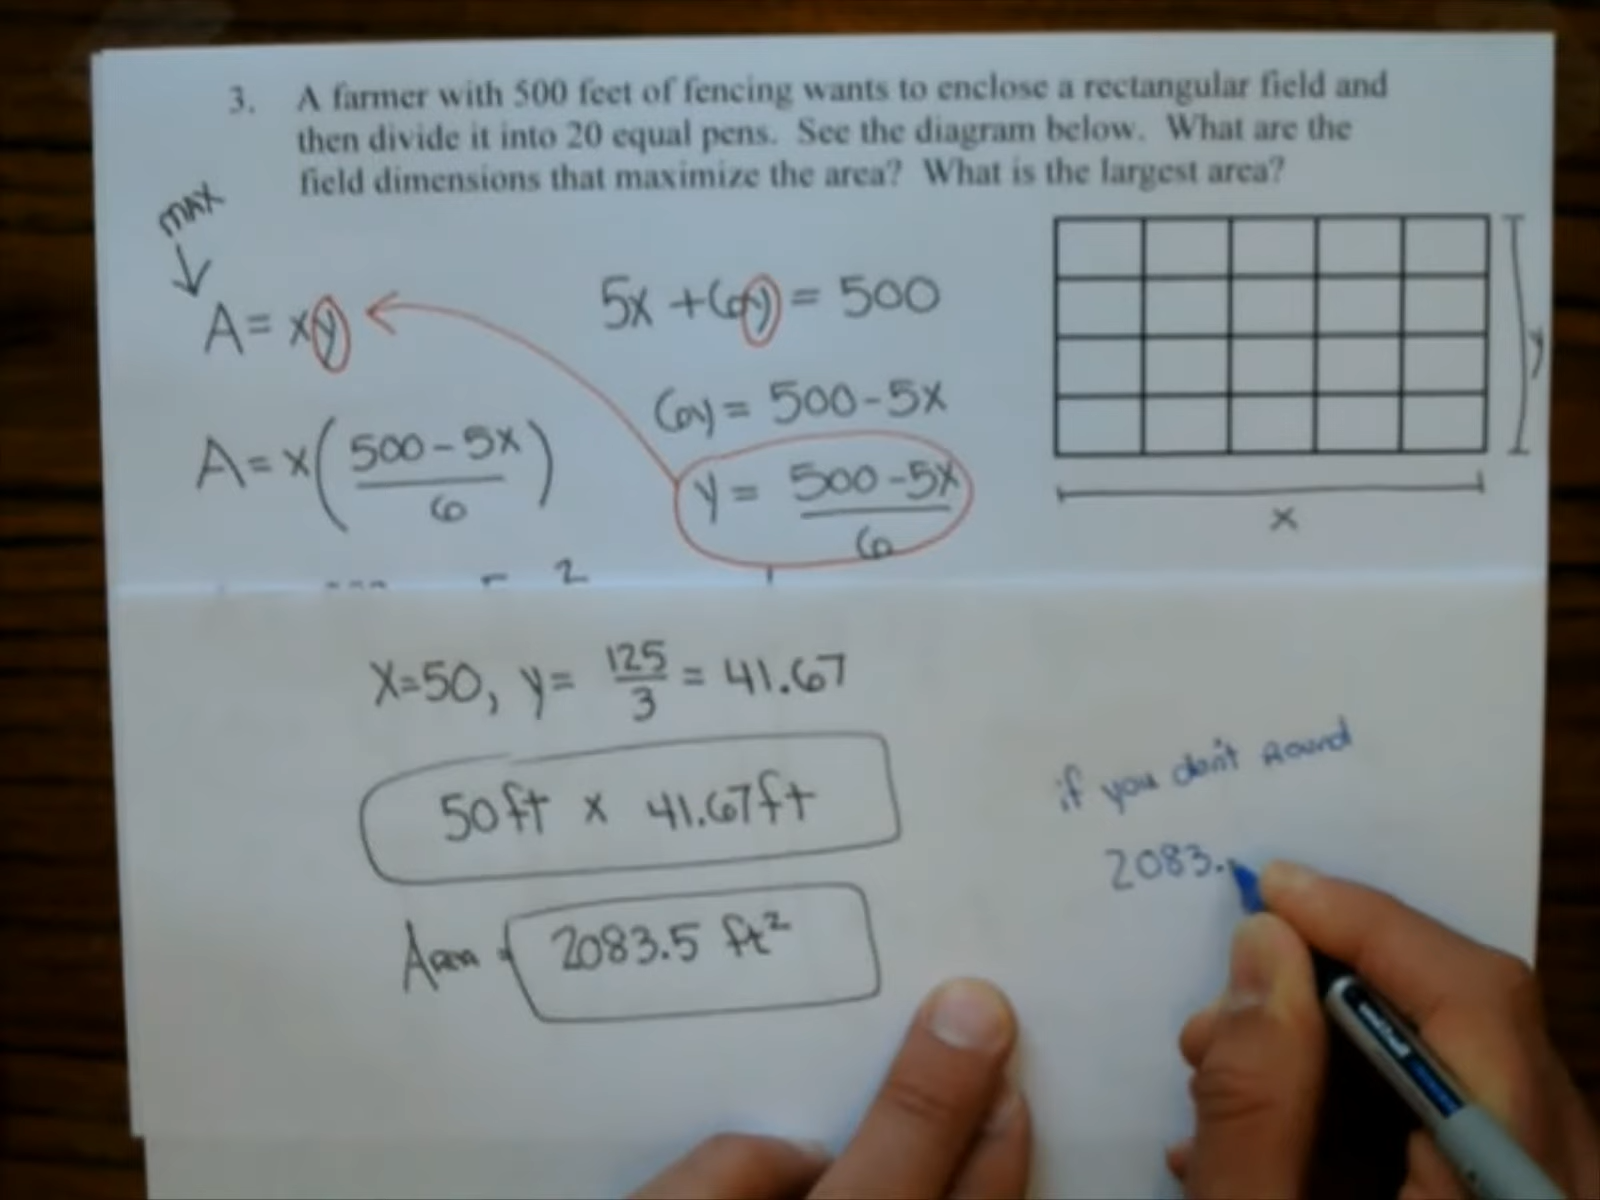 3. A farmer with 500 feet of fencing wants to enclose a rectangular field and
then divide it into 20 equal pens. See the diagram below. What are the
field dimensions that maximize the area? What is the largest area?
MAX
A = xy
5x + 6y = 500
6y = 500 - 5x
A = x(500 - 5x / 6)
y = 500 - 5x / 6
y
x
2
X=50, y = 125/3 = 41.67
50ft x 41.67ft
Area = 2083.5 ft²
if you don't round
2083.